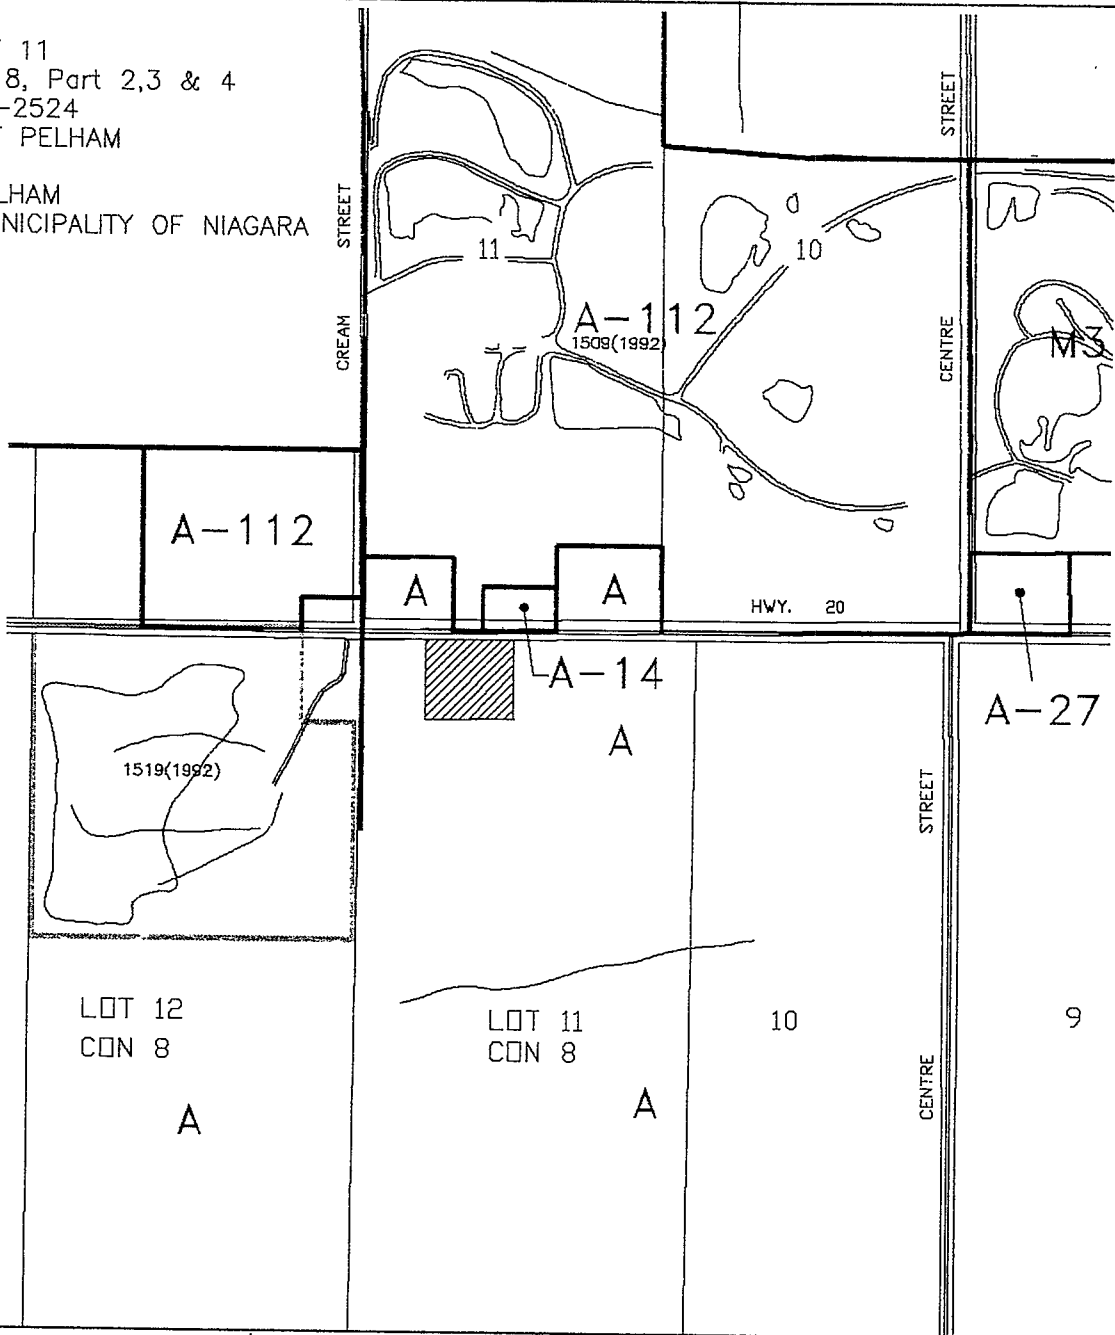 11
8, Part 2,3 & 4
-2524
PELHAM
LHAM
NICIPALITY OF NIAGARA
STREET
CREAM
STREET
CENTRE
11
10
A-112
1509(1992)
M3
A-112
A
A
HWY. 20
A-14
A-27
A
1519(1992)
STREET
CENTRE
LOT 12
CON 8
LOT 11
CON 8
10
9
A
A